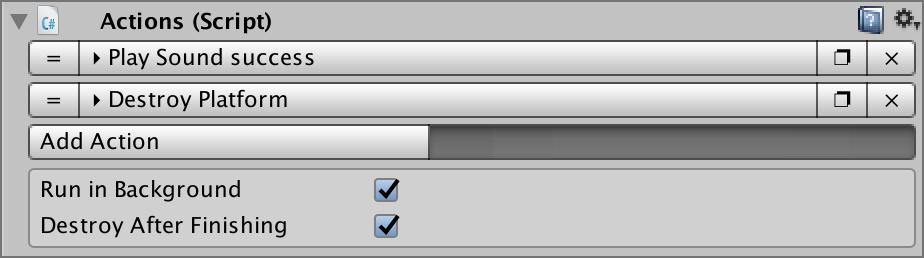 Actions (Script)
= Play Sound success
= Destroy Platform
Add Action
Run in Background
Destroy After Finishing